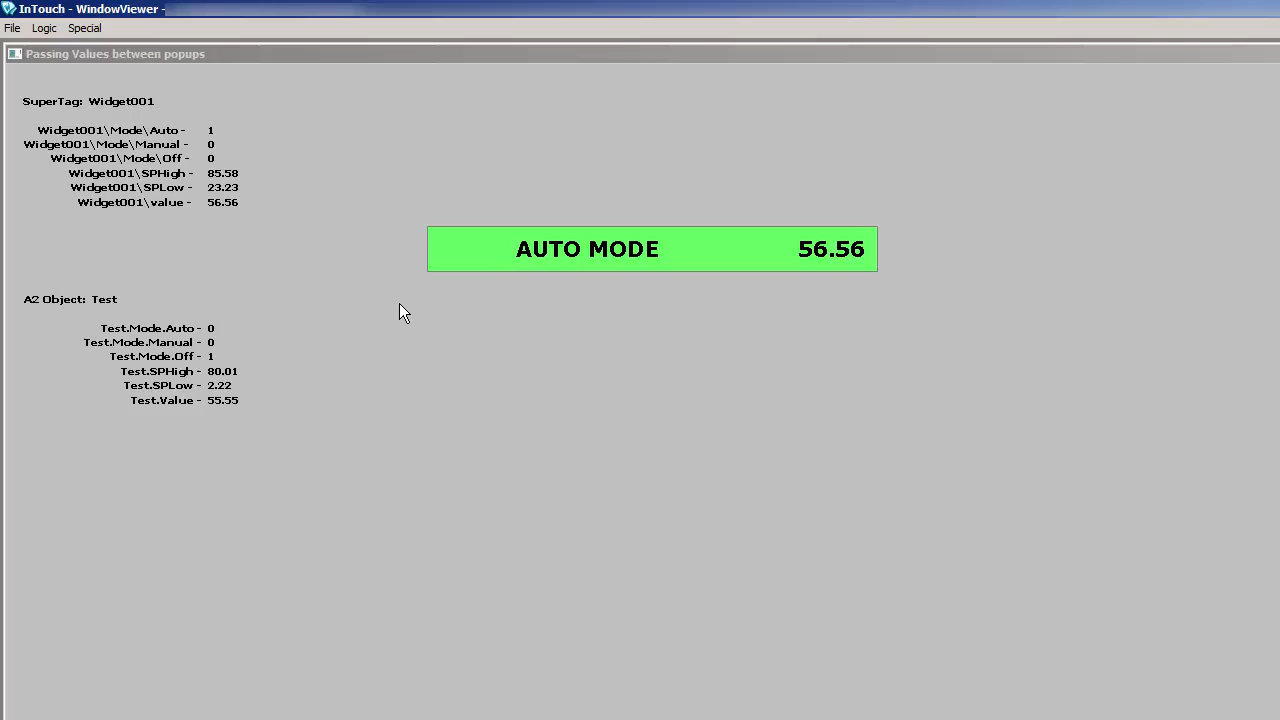 InTouch - WindowViewer -
File Logic Special
Passing Values between popups
SuperTag: Widget001
Widget001\Mode\Auto - 1
Widget001\Mode\Manual - 0
Widget001\Mode\Off - 0
Widget001\SPHigh - 85.58
Widget001\SPLow - 23.23
Widget001\value - 56.56
AUTO MODE 56.56
A2 Object: Test
Test.Mode.Auto - 0
Test.Mode.Manual - 0
Test.Mode.Off - 1
Test.SPHigh - 80.01
Test.SPLow - 2.22
Test.Value - 55.55